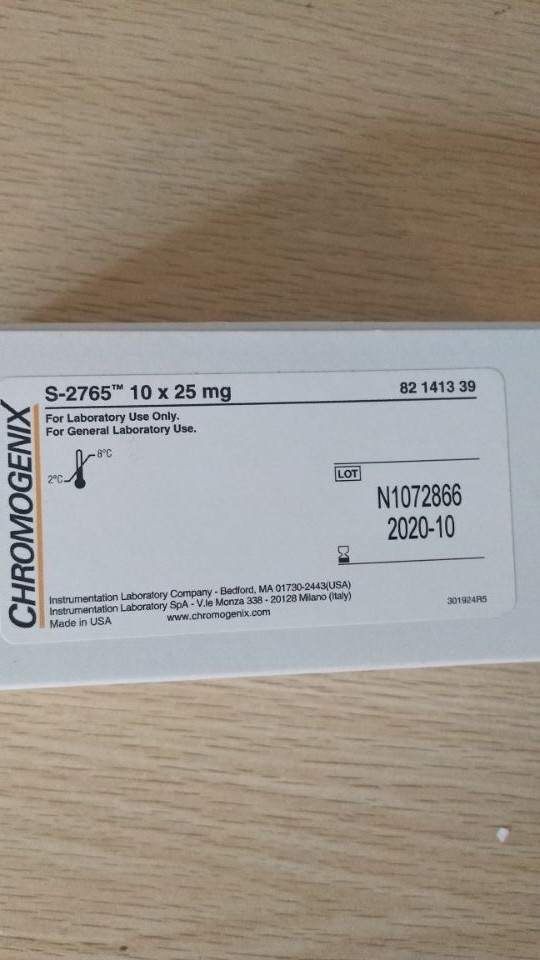 CHROMOGENIX
S-2765™ 10 x 25 mg
82 1413 39
For Laboratory Use Only.
For General Laboratory Use.
8°C
2°C
LOT
N1072866
2020-10
Instrumentation Laboratory Company - Bedford, MA 01730-2443(USA)
Instrumentation Laboratory SpA - V.le Monza 338 - 20128 Milano (Italy)
Made in USA
www.chromogenix.com
301924R5